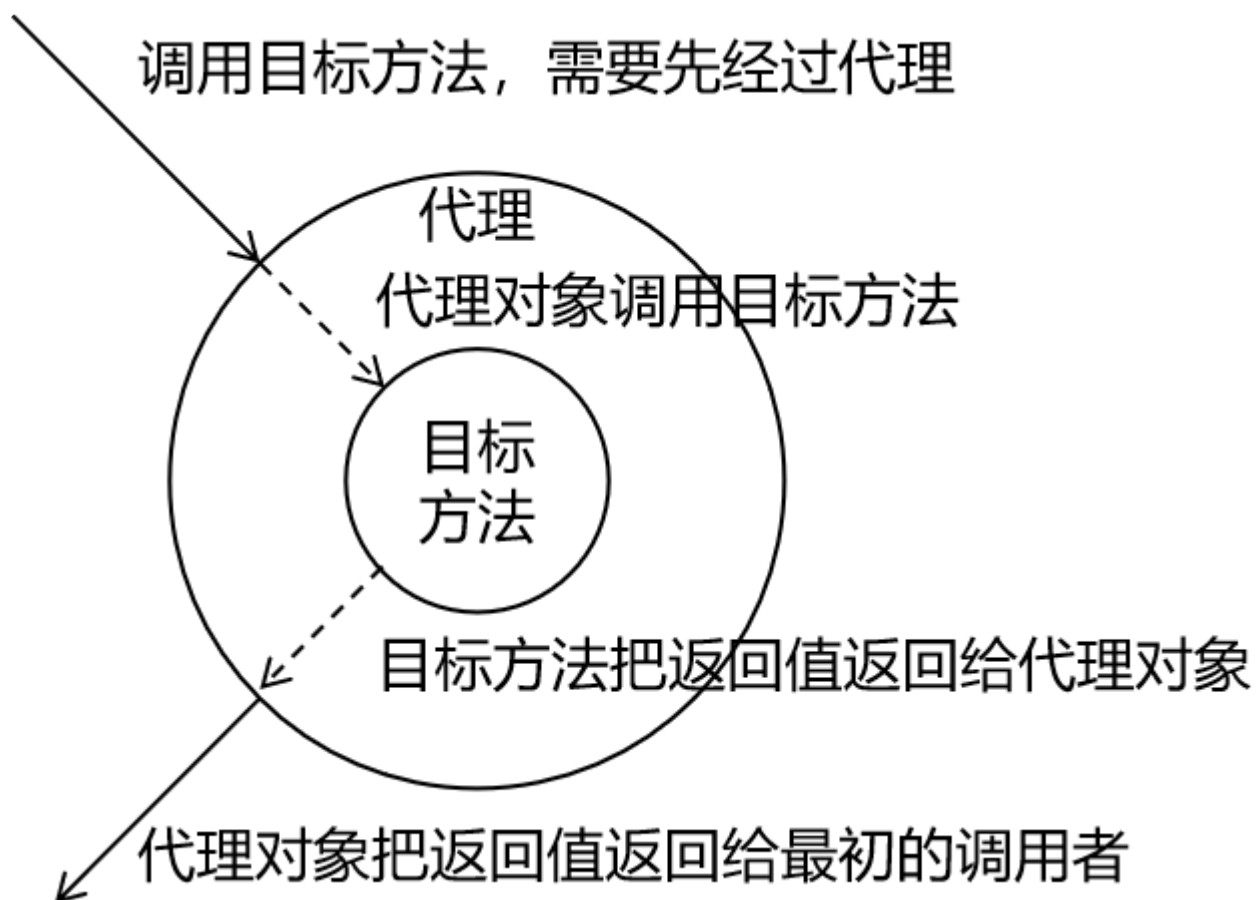 调用目标方法，需要先经过代理
代理
代理对象调用目标方法
目标
方法
目标方法把返回值返回给代理对象
代理对象把返回值返回给最初的调用者